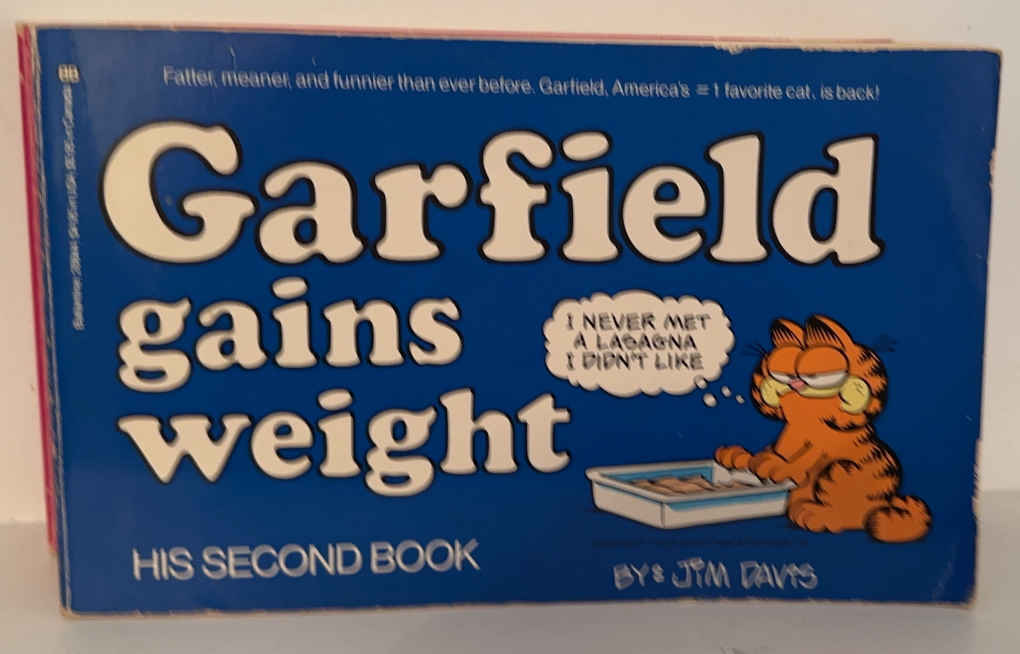 Fatter, meaner, and funnier than ever before. Garfield, America's #1 favorite cat, is back!
Garfield
gains
weight
I NEVER MET
A LASAGNA
I DIDN'T LIKE
HIS SECOND BOOK
BY: JIM DAVIS